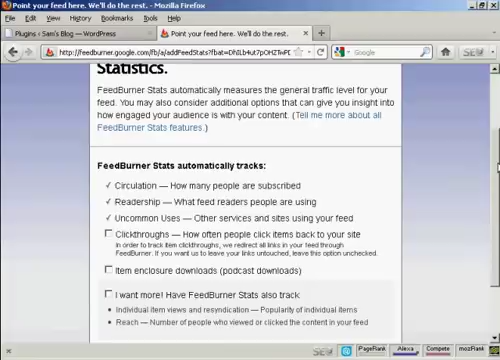 Point your feed here. We'll do the rest. - Mozilla Firefox
Edit View History Bookmarks Tools Help
Plugins ‹ Sam's Blog — WordPress
Point your feed here. We'll do the rest.
http://feedburner.google.com/fb/a/addFeedStats?fbat=
Google
Statistics.
FeedBurner Stats automatically measures the general traffic level for your
feed. You may also consider additional options that can give you insight into
how engaged your audience is with your content. (Tell me more about all
FeedBurner Stats features.)
FeedBurner Stats automatically tracks:
✓ Circulation — How many people are subscribed
✓ Readership — What feed readers people are using
✓ Uncommon Uses — Other services and sites using your feed
Clickthroughs — How often people click items back to your site
In order to track item clickthroughs, we redirect all links in your feed through
FeedBurner. If you want us to leave your links untouched, leave this option unchecked.
Item enclosure downloads (podcast downloads)
I want more! Have FeedBurner Stats also track:
• Individual item views and resyndication — Popularity of individual items
• Reach — Number of people who viewed or clicked the content in your feed
PageRank
Alexa
Compete
mozRank